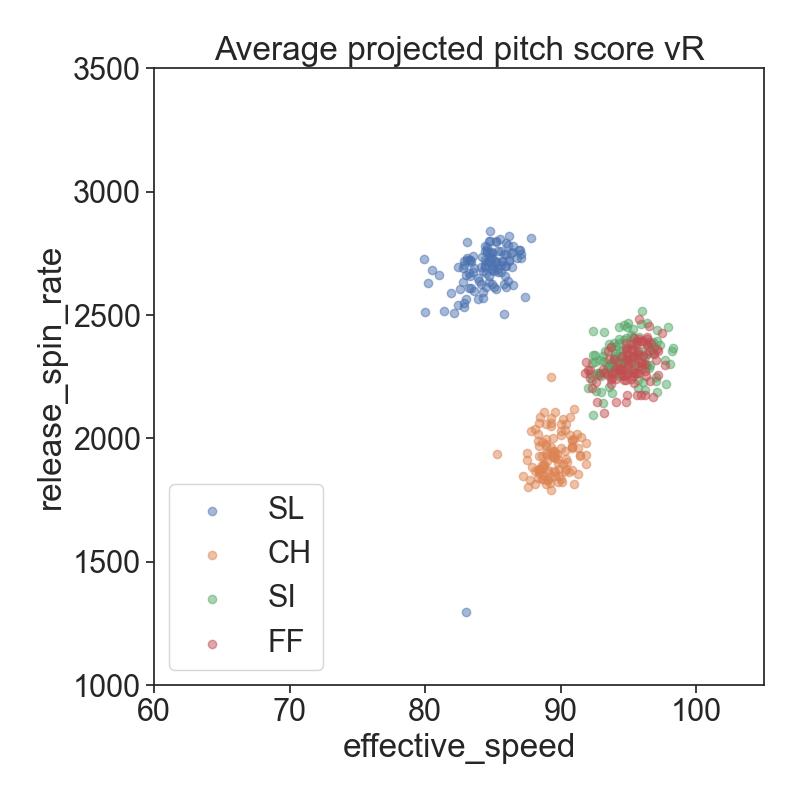 Average projected pitch score vR
3500
3000
2500
2000
1500
1000
release_spin_rate
SL
CH
SI
FF
60
70
80
90
100
effective_speed